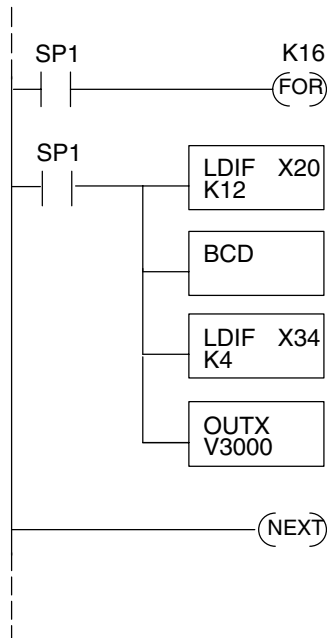 SP1 K16
FOR
SP1
LDIF X20
K12
BCD
LDIF X34
K4
OUTX
V3000
NEXT